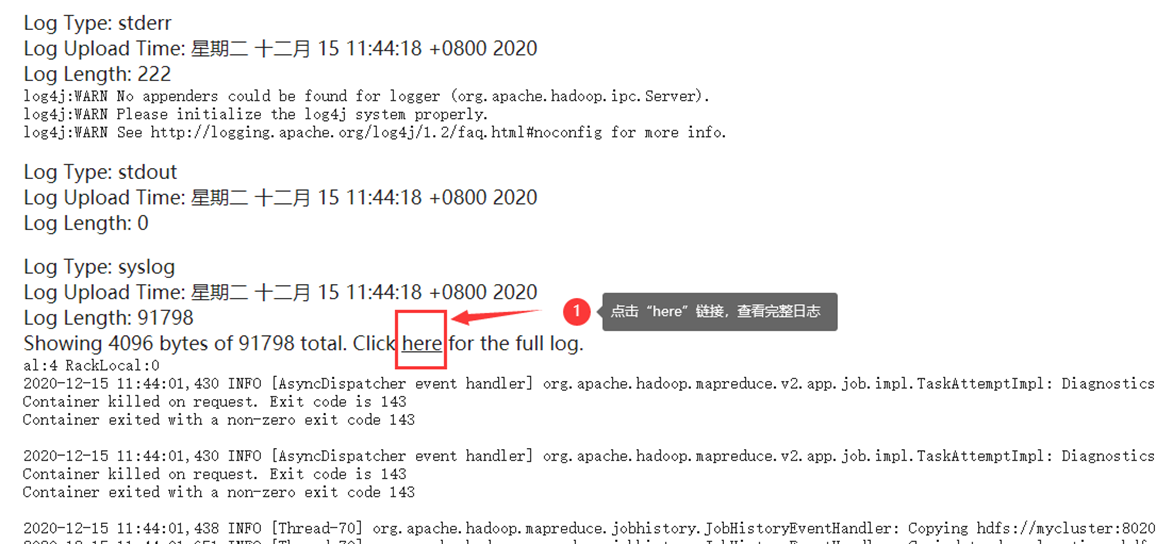 Log Type: stderr
Log Upload Time: 星期二 十二月 15 11:44:18 +0800 2020
Log Length: 222
log4j:WARN No appenders could be found for logger (org.apache.hadoop.ipc.Server).
log4j:WARN Please initialize the log4j system properly.
log4j:WARN See http://logging.apache.org/log4j/1.2/faq.html#noconfig for more info.
Log Type: stdout
Log Upload Time: 星期二 十二月 15 11:44:18 +0800 2020
Log Length: 0
Log Type: syslog
Log Upload Time: 星期二 十二月 15 11:44:18 +0800 2020
1 点击“here”链接，查看完整日志
Log Length: 91798
Showing 4096 bytes of 91798 total. Click here for the full log.
al:4 RackLocal:0
2020-12-15 11:44:01,430 INFO [AsyncDispatcher event handler] org.apache.hadoop.mapreduce.v2.app.job.impl.TaskAttemptImpl: Diagnostics
Container killed on request. Exit code is 143
Container exited with a non-zero exit code 143
2020-12-15 11:44:01,430 INFO [AsyncDispatcher event handler] org.apache.hadoop.mapreduce.v2.app.job.impl.TaskAttemptImpl: Diagnostics
Container killed on request. Exit code is 143
Container exited with a non-zero exit code 143
2020-12-15 11:44:01,438 INFO [Thread-70] org.apache.hadoop.mapreduce.jobhistory.JobHistoryEventHandler: Copying hdfs://mycluster:8020